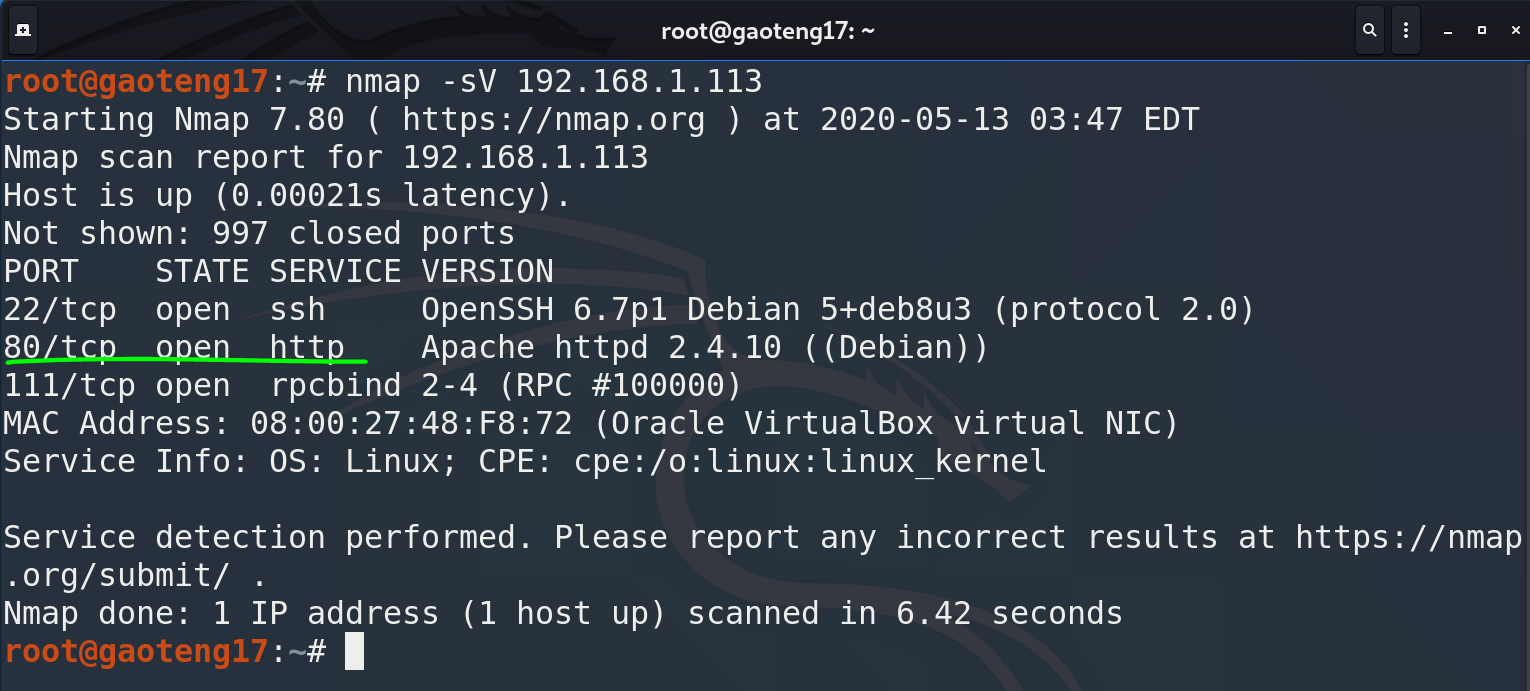 root@gaoteng17: ~
root@gaoteng17:~# nmap -sV 192.168.1.113
Starting Nmap 7.80 ( https://nmap.org ) at 2020-05-13 03:47 EDT
Nmap scan report for 192.168.1.113
Host is up (0.00021s latency).
Not shown: 997 closed ports
PORT    STATE SERVICE VERSION
22/tcp  open  ssh     OpenSSH 6.7p1 Debian 5+deb8u3 (protocol 2.0)
80/tcp  open  http    Apache httpd 2.4.10 ((Debian))
111/tcp open  rpcbind 2-4 (RPC #100000)
MAC Address: 08:00:27:48:F8:72 (Oracle VirtualBox virtual NIC)
Service Info: OS: Linux; CPE: cpe:/o:linux:linux_kernel
Service detection performed. Please report any incorrect results at https://nmap
.org/submit/ .
Nmap done: 1 IP address (1 host up) scanned in 6.42 seconds
root@gaoteng17:~#